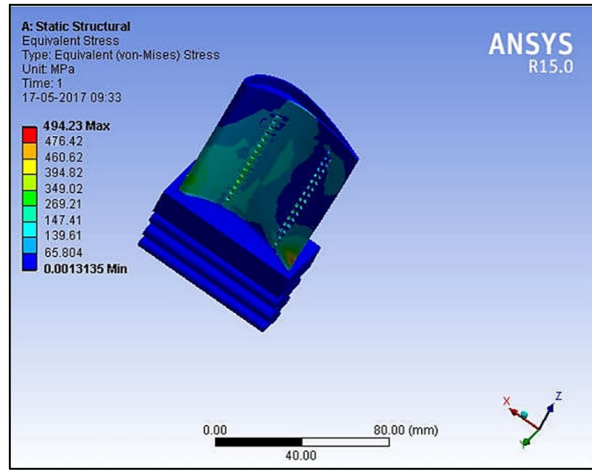 A: Static Structural
Equivalent Stress
Type: Equivalent (von-Mises) Stress
Unit: MPa
Time: 1
17-05-2017 09:33
ANSYS
R15.0
494.23 Max
476.42
460.62
394.82
349.02
269.21
147.41
139.61
65.804
0.0013135 Min
X
Z
Y
0.00
80.00 (mm)
40.00